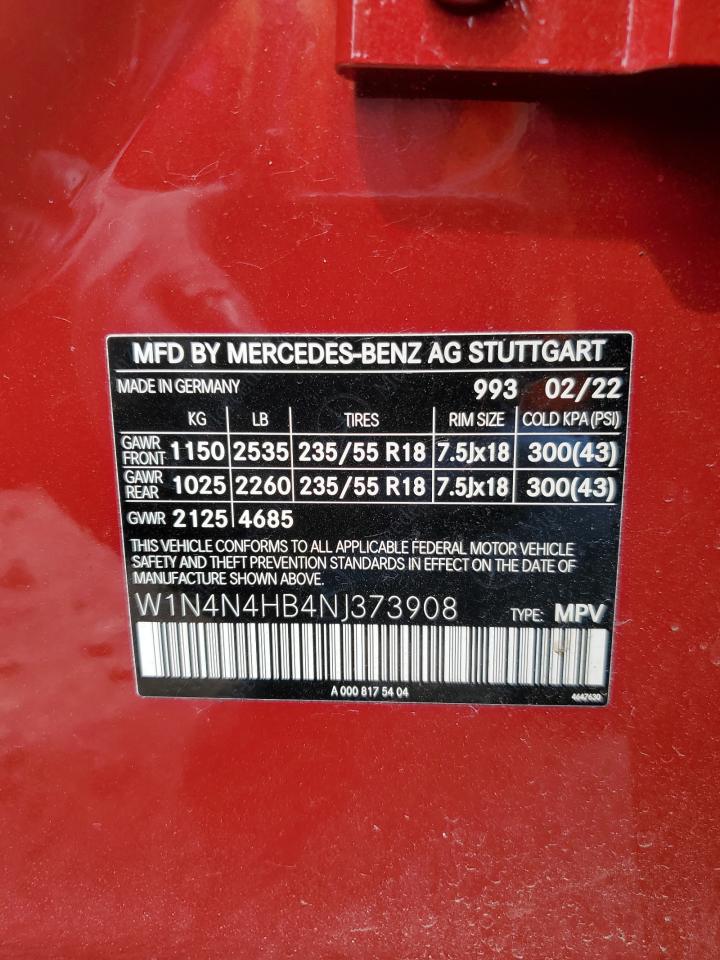 MFD BY MERCEDES-BENZ AG STUTTGART
MADE IN GERMANY 993 02/22
KG LB TIRES RIM SIZE COLD KPA (PSI)
GAWR FRONT 1150 2535 235/55 R18 7.5Jx18 300(43)
GAWR REAR 1025 2260 235/55 R18 7.5Jx18 300(43)
GVWR 2125 4685
THIS VEHICLE CONFORMS TO ALL APPLICABLE FEDERAL MOTOR VEHICLE
SAFETY AND THEFT PREVENTION STANDARDS IN EFFECT ON THE DATE OF
MANUFACTURE SHOWN ABOVE.
W1N4N4HB4NJ373908 TYPE: MPV
A 000 817 54 04
4647630